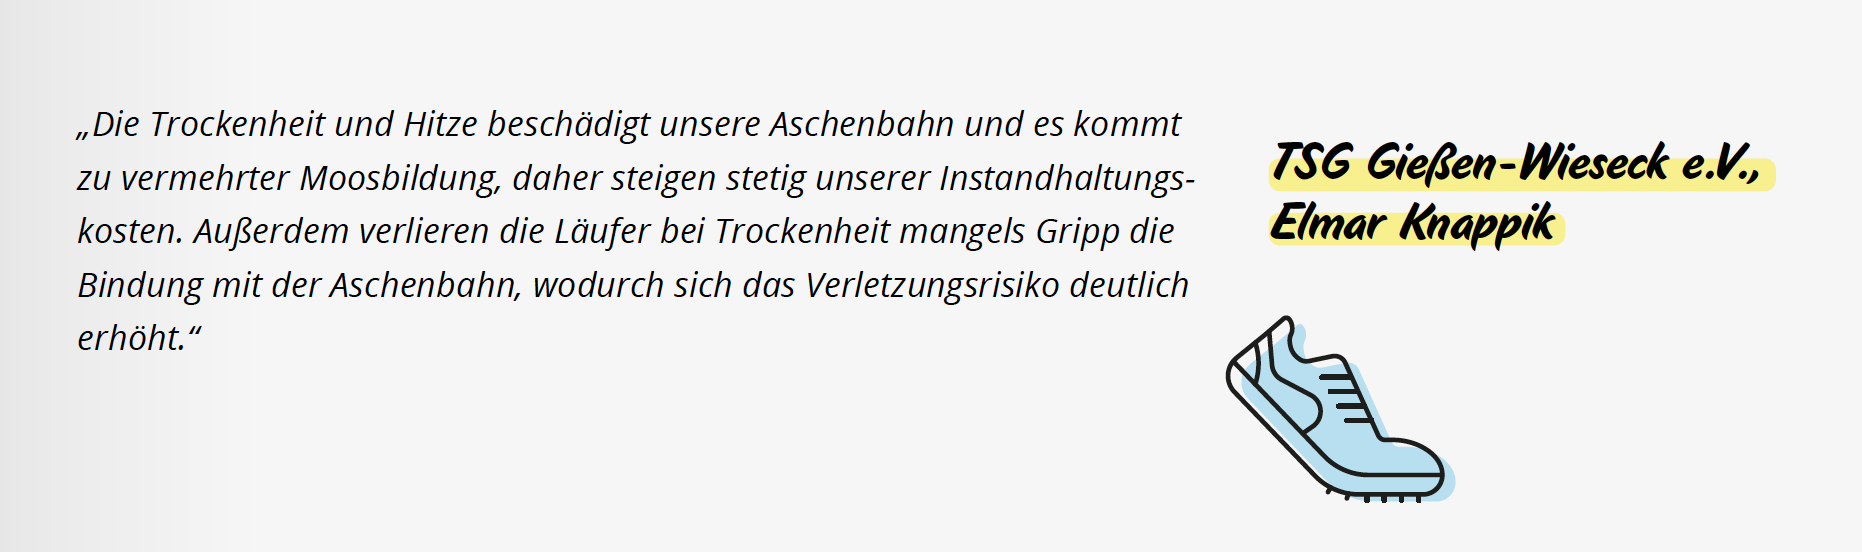 „Die Trockenheit und Hitze beschädigt unsere Aschenbahn und es kommt
zu vermehrter Moosbildung, daher steigen stetig unserer Instandhaltungs-
kosten. Außerdem verlieren die Läufer bei Trockenheit mangels Gripp die
Bindung mit der Aschenbahn, wodurch sich das Verletzungsrisiko deutlich
erhöht.“
TSG Gießen-Wieseck e.V.,
Elmar Knappik